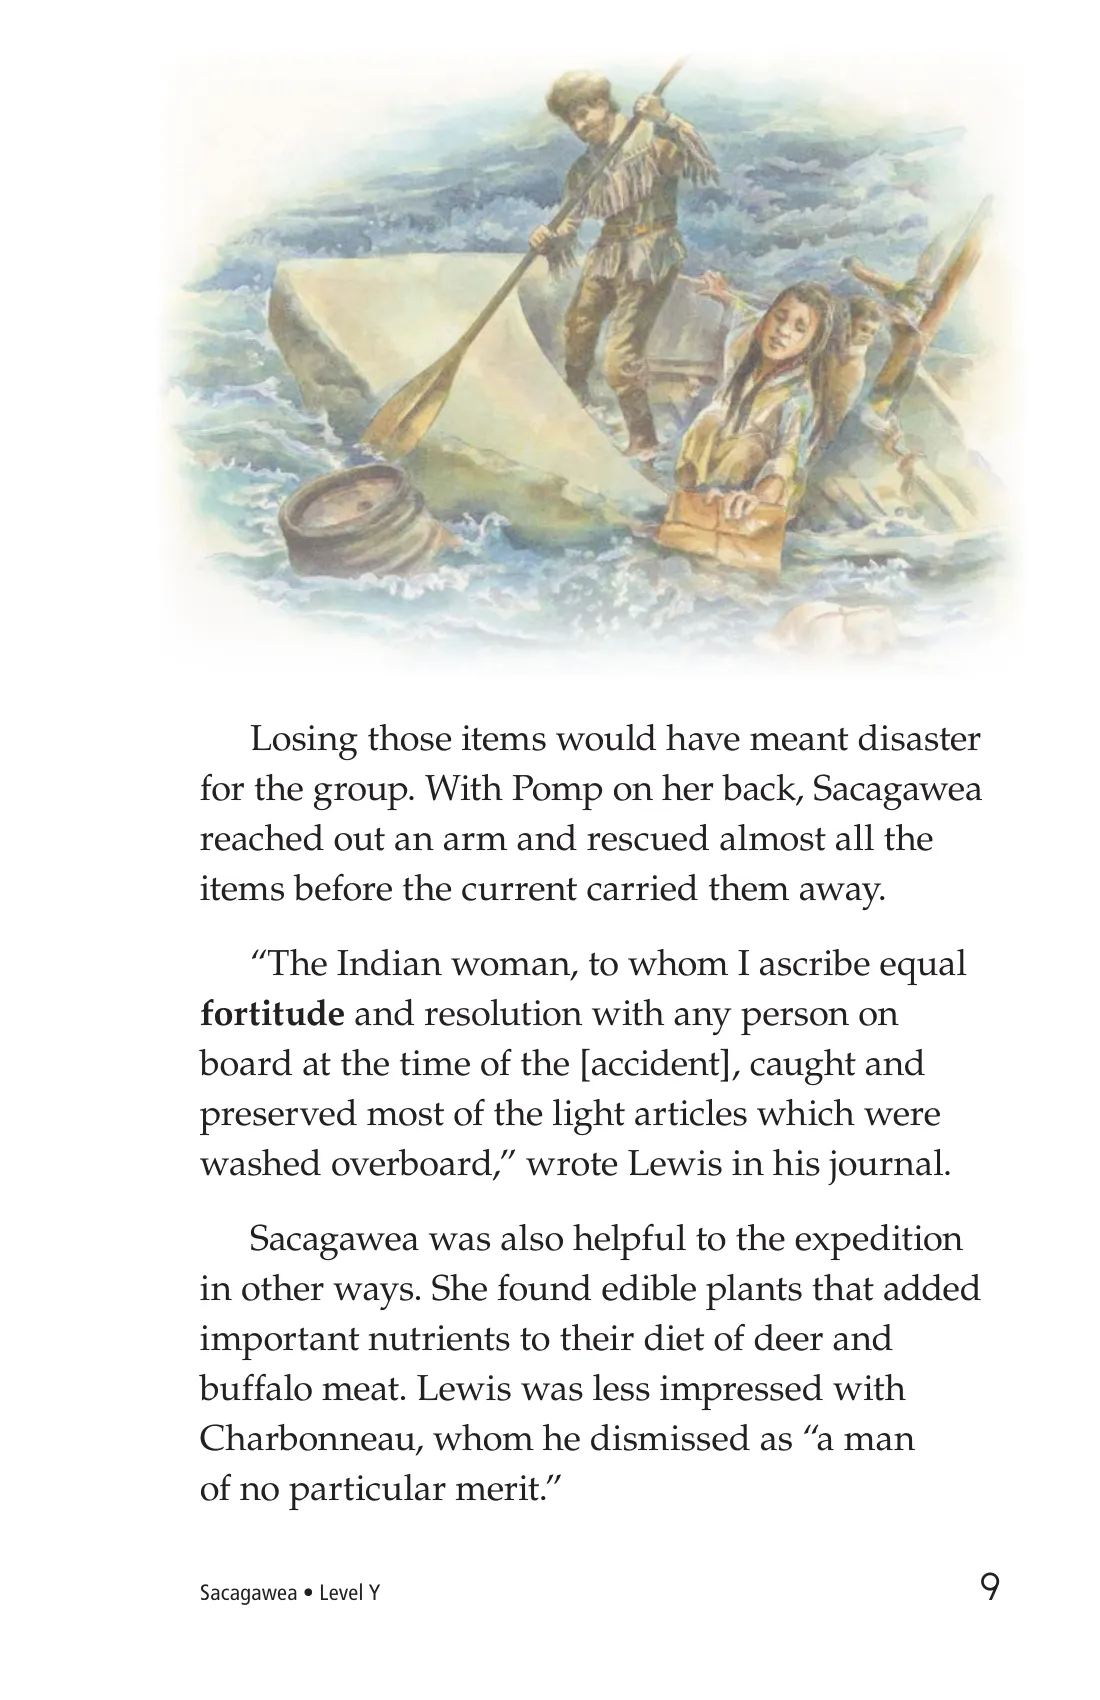 Losing those items would have meant disaster
for the group. With Pomp on her back, Sacagawea
reached out an arm and rescued almost all the
items before the current carried them away.
“The Indian woman, to whom I ascribe equal
fortitude and resolution with any person on
board at the time of the [accident], caught and
preserved most of the light articles which were
washed overboard,” wrote Lewis in his journal.
Sacagawea was also helpful to the expedition
in other ways. She found edible plants that added
important nutrients to their diet of deer and
buffalo meat. Lewis was less impressed with
Charbonneau, whom he dismissed as “a man
of no particular merit.”
Sacagawea • Level Y
9